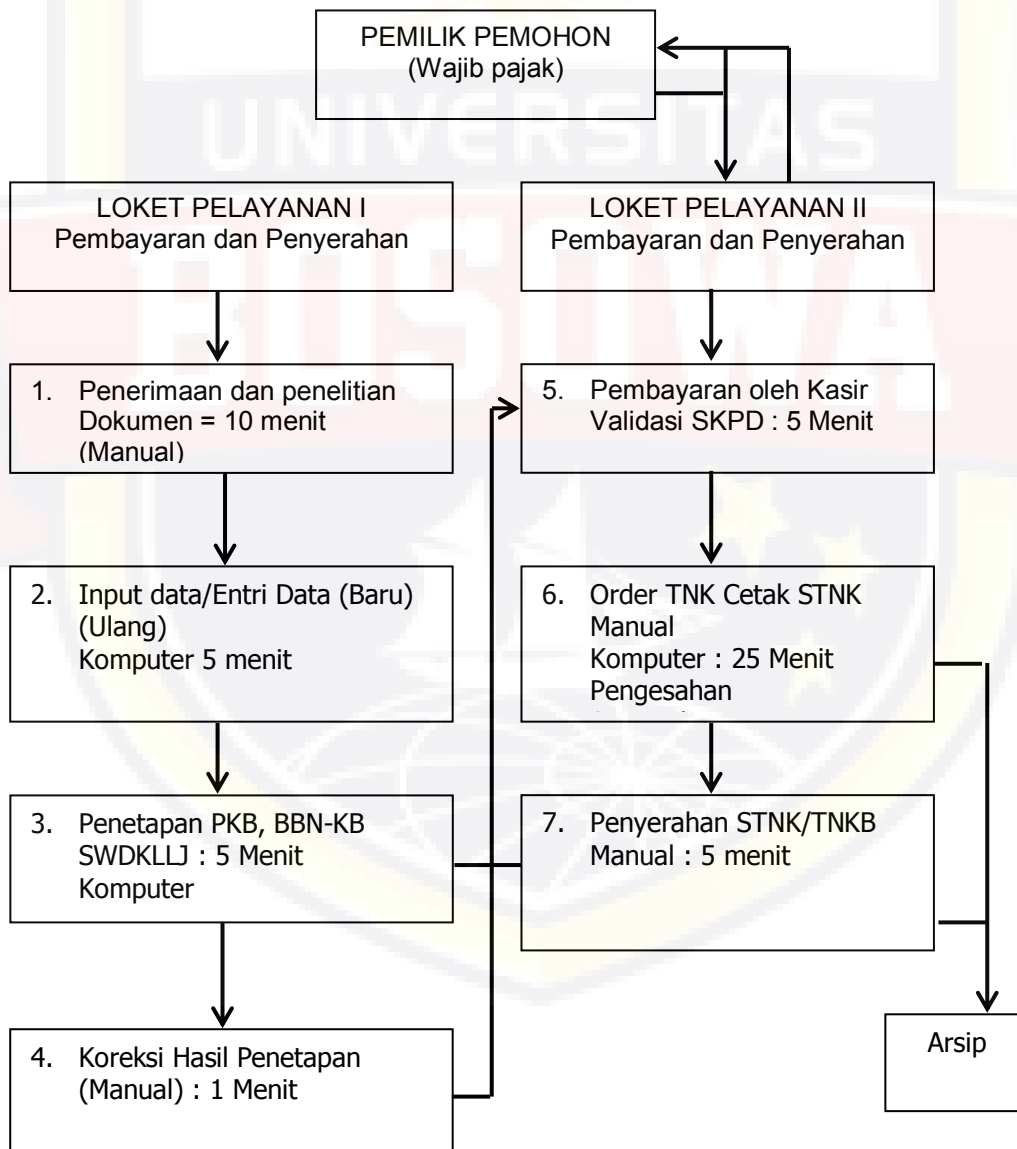 PEMILIK PEMOHON
(Wajib pajak)
UNIVERSITAS
BOSOWA
LOKET PELAYANAN I
Pembayaran dan Penyerahan
LOKET PELAYANAN II
Pembayaran dan Penyerahan
1. Penerimaan dan penelitian
Dokumen = 10 menit
(Manual)
2. Input data/Entri Data (Baru)
(Ulang)
Komputer 5 menit
3. Penetapan PKB, BBN-KB
SWDKLLJ : 5 Menit
Komputer
4. Koreksi Hasil Penetapan
(Manual) : 1 Menit
5. Pembayaran oleh Kasir
Validasi SKPD : 5 Menit
6. Order TNK Cetak STNK
Manual
Komputer : 25 Menit
Pengesahan
7. Penyerahan STNK/TNKB
Manual : 5 menit
Arsip